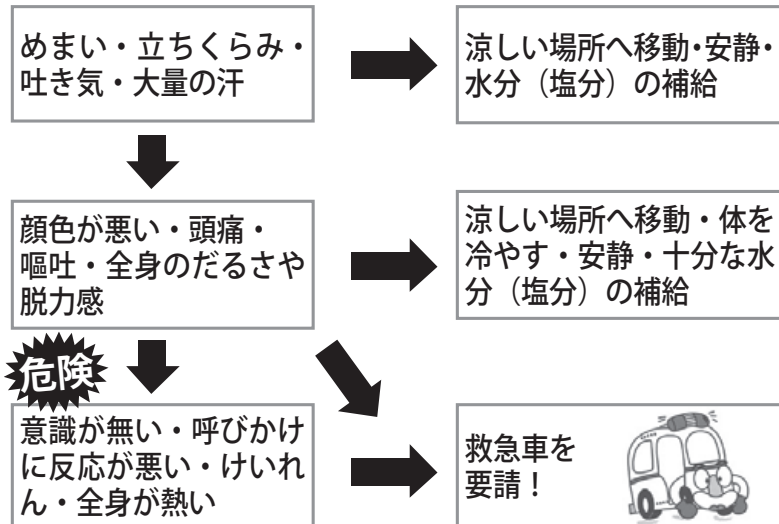 めまい・立ちくらみ・
吐き気・大量の汗
涼しい場所へ移動・安静・
水分（塩分）の補給
顔色が悪い・頭痛・
嘔吐・全身のだるさや
脱力感
涼しい場所へ移動・体を
冷やす・安静・十分な水
分（塩分）の補給
危険
意識が無い・呼びかけ
に反応が悪い・けいれ
ん・全身が熱い
救急車を
要請！